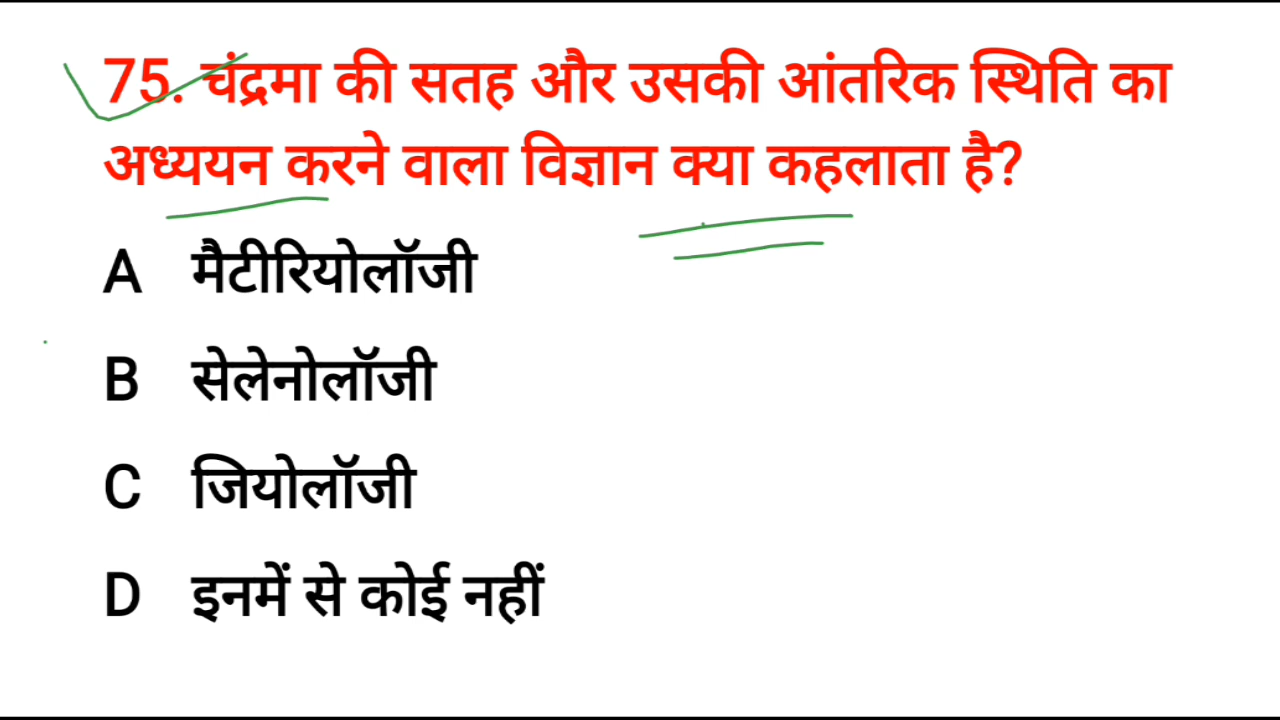 75. चंद्रमा की सतह और उसकी आंतरिक स्थिति का
अध्ययन करने वाला विज्ञान क्या कहलाता है?
A मैटीरियोलॉजी
B सेलेनोलॉजी
C जियोलॉजी
D इनमें से कोई नहीं